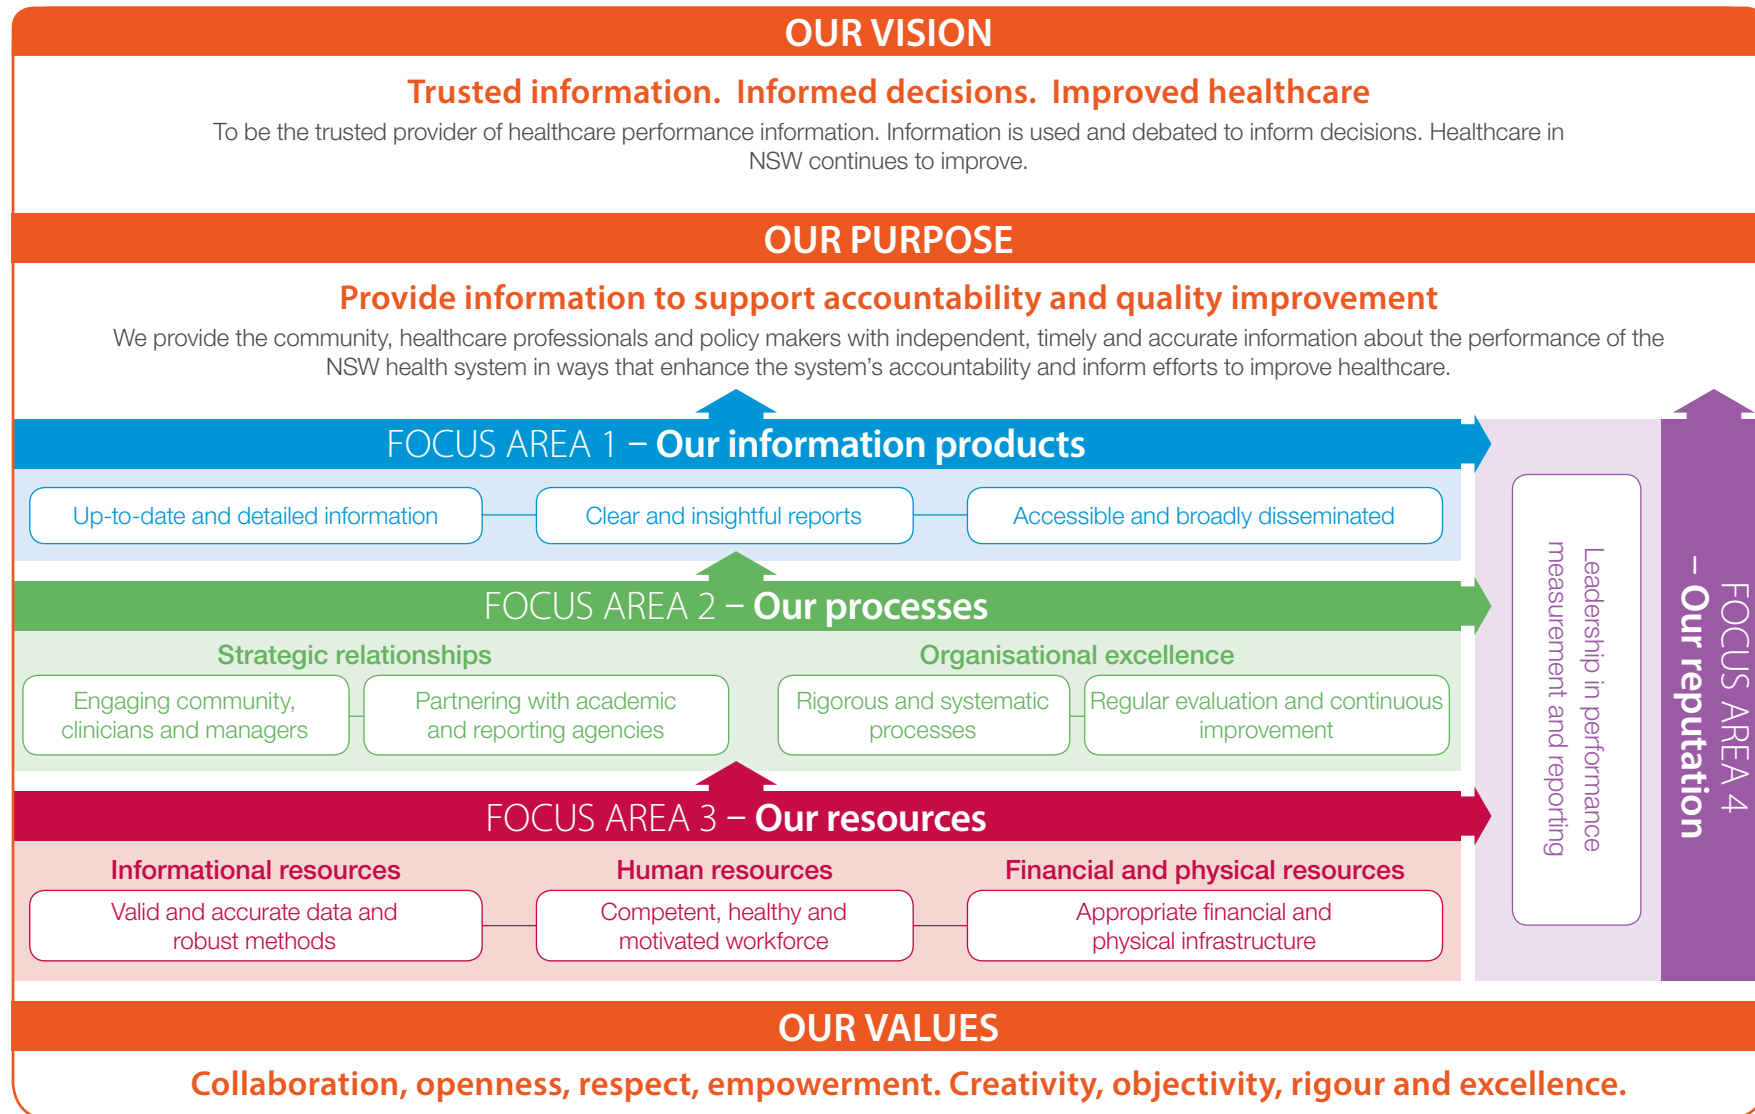 OUR VISION
Trusted information. Informed decisions. Improved healthcare
To be the trusted provider of healthcare performance information. Information is used and debated to inform decisions. Healthcare in
NSW continues to improve.
OUR PURPOSE
Provide information to support accountability and quality improvement
We provide the community, healthcare professionals and policy makers with independent, timely and accurate information about the performance of the
NSW health system in ways that enhance the system's accountability and inform efforts to improve healthcare.
FOCUS AREA 1 – Our information products
Up-to-date and detailed information
Clear and insightful reports
Accessible and broadly disseminated
FOCUS AREA 2 – Our processes
Strategic relationships
Engaging community,
clinicians and managers
Partnering with academic
and reporting agencies
Organisational excellence
Rigorous and systematic
processes
Regular evaluation and continuous
improvement
FOCUS AREA 3 – Our resources
Informational resources
Valid and accurate data and
robust methods
Human resources
Competent, healthy and
motivated workforce
Financial and physical resources
Appropriate financial and
physical infrastructure
Leadership in performance
measurement and reporting
FOCUS AREA 4
– Our reputation
OUR VALUES
Collaboration, openness, respect, empowerment. Creativity, objectivity, rigour and excellence.